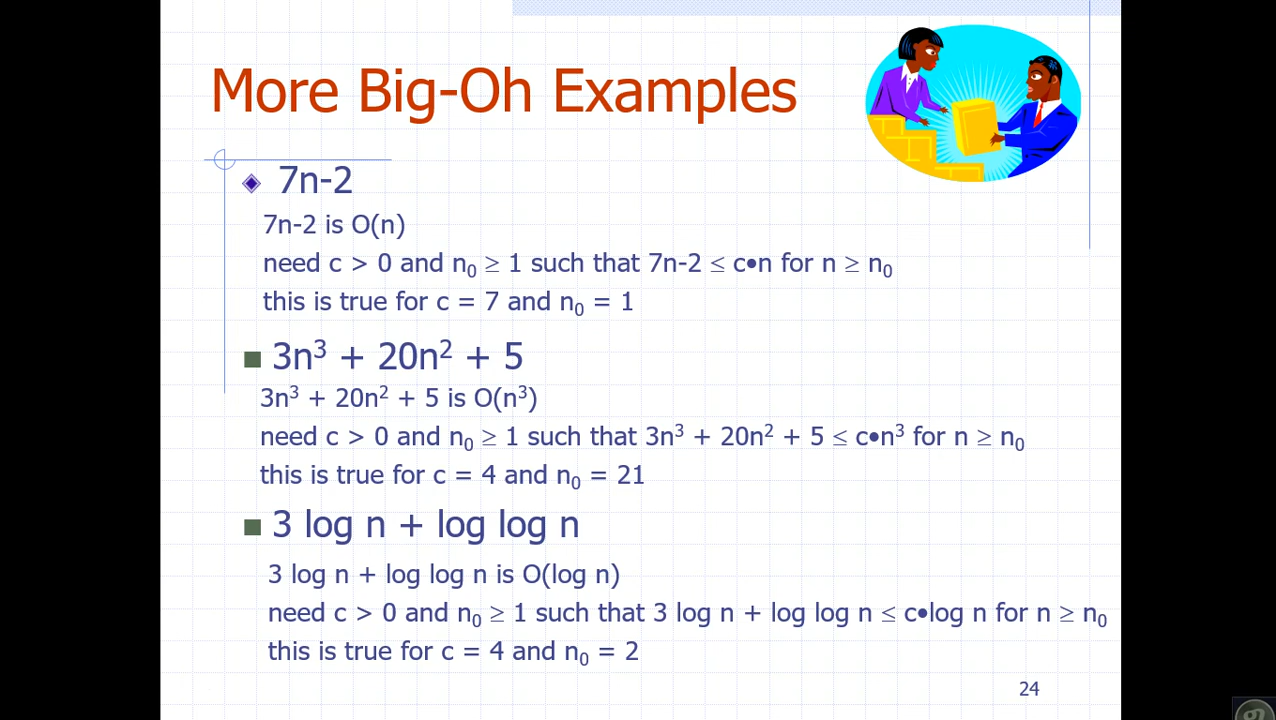 More Big-Oh Examples
7n-2
7n-2 is O(n)
need c > 0 and n₀ ≥ 1 such that 7n-2 ≤ c•n for n ≥ n₀
this is true for c = 7 and n₀ = 1
3n³ + 20n² + 5
3n³ + 20n² + 5 is O(n³)
need c > 0 and n₀ ≥ 1 such that 3n³ + 20n² + 5 ≤ c•n³ for n ≥ n₀
this is true for c = 4 and n₀ = 21
3 log n + log log n
3 log n + log log n is O(log n)
need c > 0 and n₀ ≥ 1 such that 3 log n + log log n ≤ c•log n for n ≥ n₀
this is true for c = 4 and n₀ = 2
24